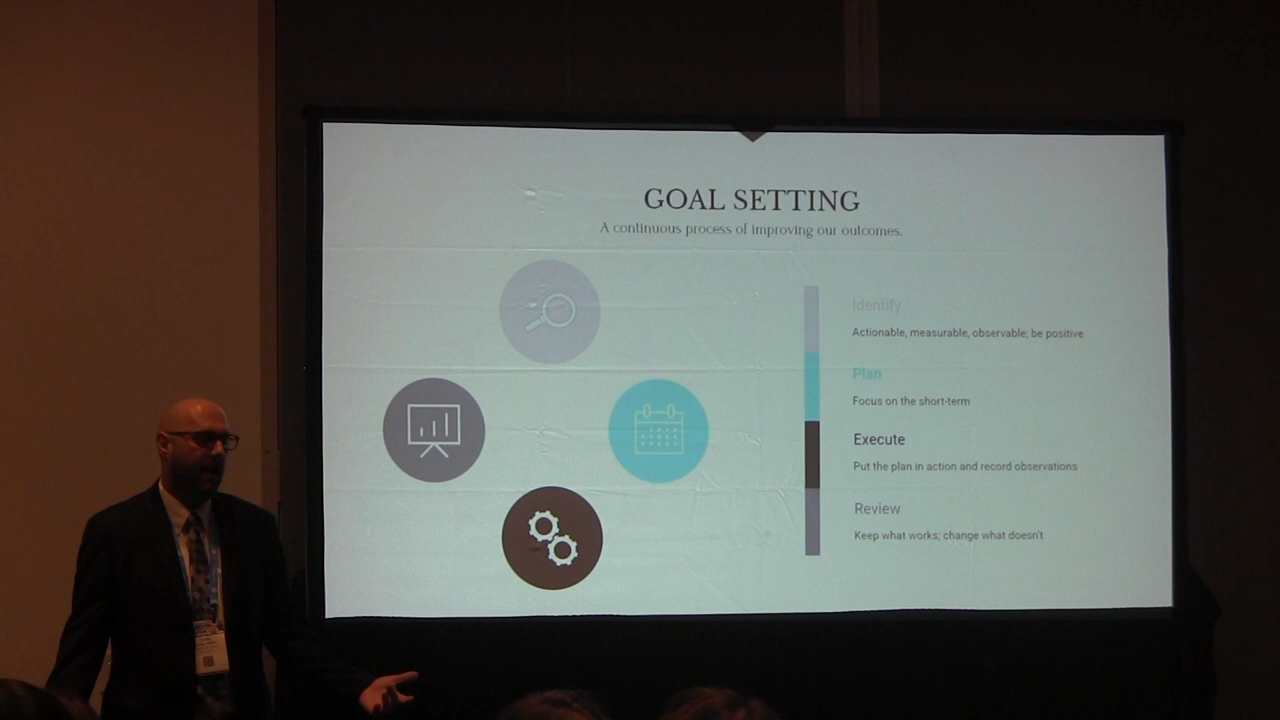 GOAL SETTING
A continuous process of improving our outcomes.
Identify
Actionable, measurable, observable; be positive
Plan
Focus on the short-term
Execute
Put the plan in action and record observations
Review
Keep what works; change what doesn't